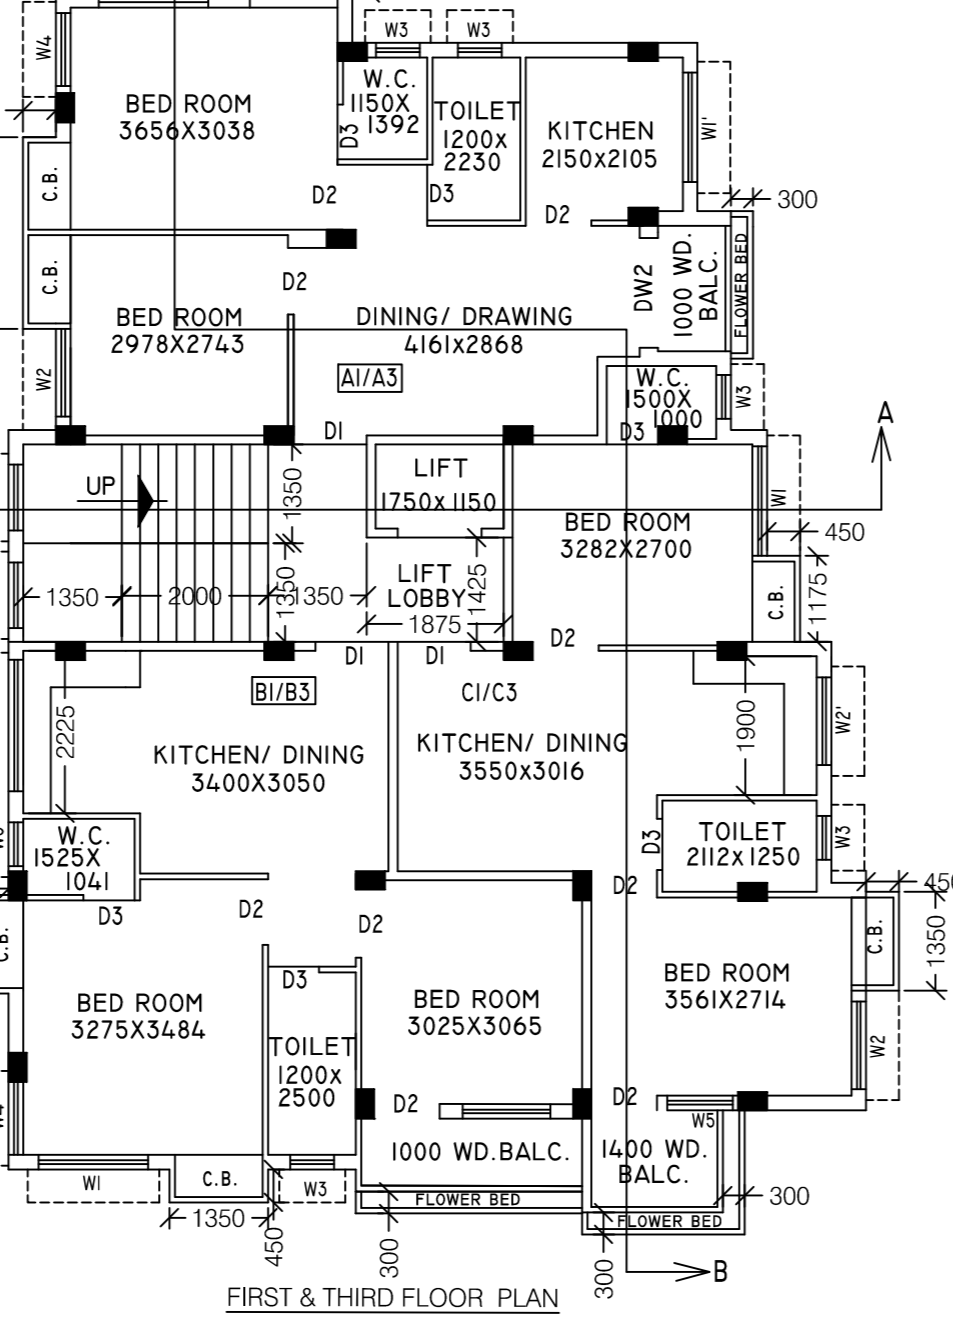 W3
W3
W4
W.C.
1150X
1392
D3
BED ROOM
3656X3038
TOILET
1200x
2230
KITCHEN
2150x2105
W1'
C.B.
D2
D3
D2
300
C.B.
D2
DW2
1000 WD.
BALC.
FLOWER BED
BED ROOM
2978X2743
DINING/ DRAWING
4161x2868
A1/A3
W2
W.C.
1500X
1000
W3
D1
D3
A
UP
1350
LIFT
1750x1150
BED ROOM
3282X2700
W1
450
1350
2000
1350
1350
LIFT
LOBBY
1425
1875
C.B.
1175
D2
D1
D1
B1/B3
C1/C3
2225
KITCHEN/ DINING
3400X3050
KITCHEN/ DINING
3550x3016
1900
W2'
W.C.
1525X
1041
D3
TOILET
2112x1250
W3
D3
D2
D2
D2
450
C.B.
C.B.
1350
BED ROOM
3275X3484
D3
TOILET
1200x
2500
BED ROOM
3025X3065
BED ROOM
3561X2714
W2
D2
D2
W5
W4
1000 WD.BALC.
1400 WD.
BALC.
W1
C.B.
W3
FLOWER BED
FLOWER BED
300
1350
450
300
300
B
FIRST & THIRD FLOOR PLAN